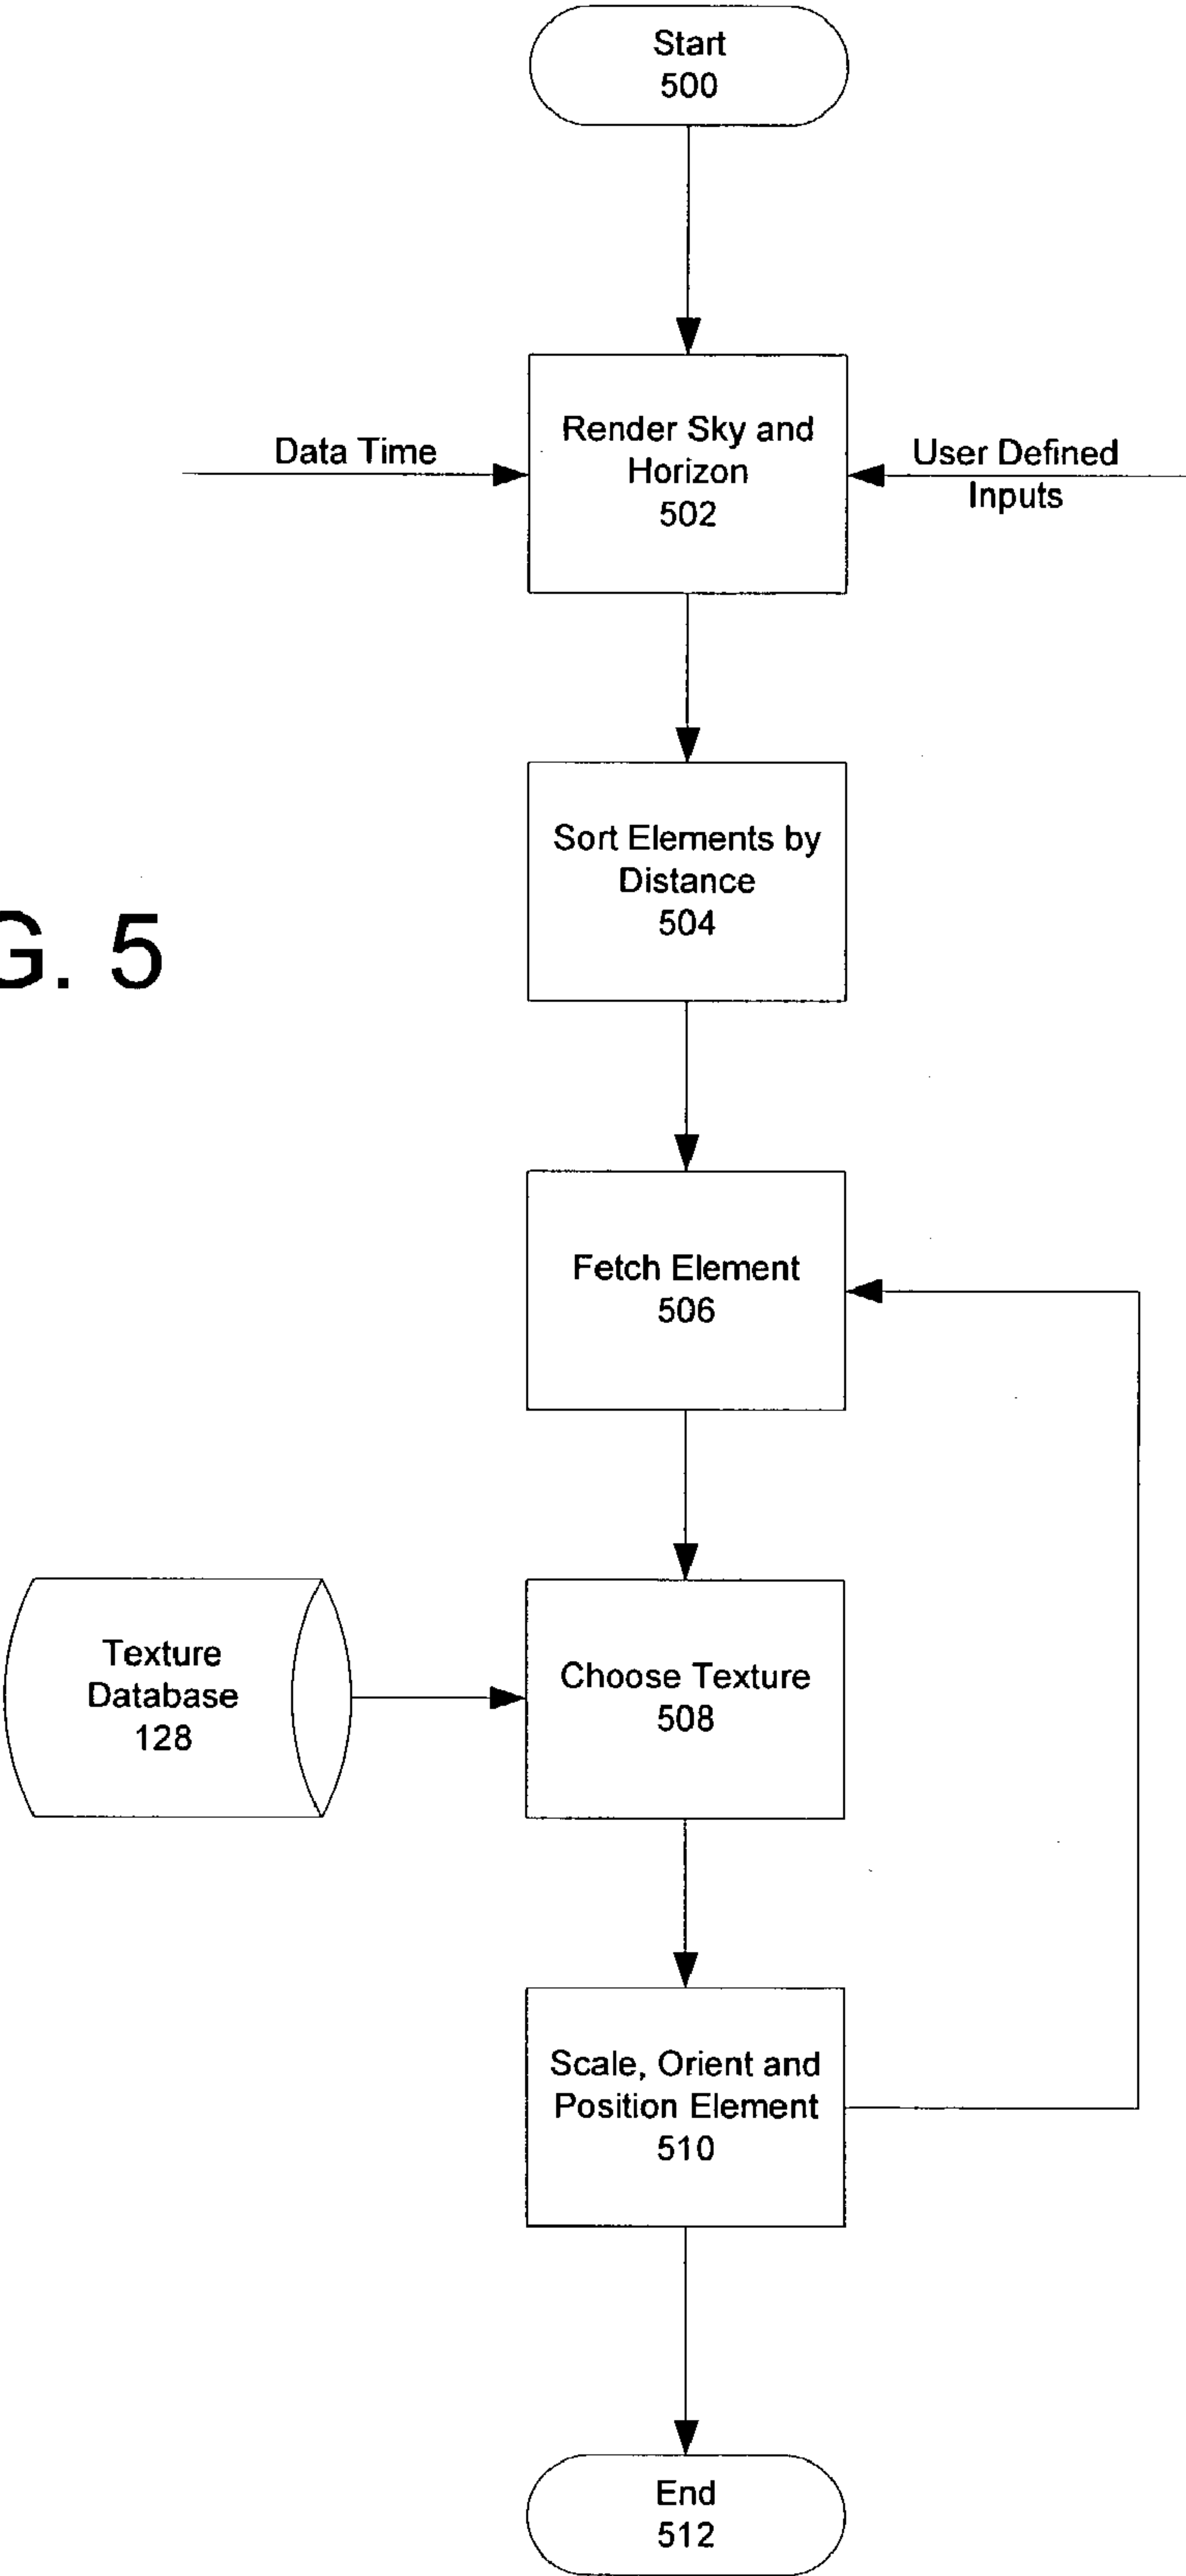 Start
500
Render Sky and
Horizon
502
Data Time
User Defined
Inputs
Sort Elements by
Distance
504
G. 5
Fetch Element
506
Texture
Database
128
Choose Texture
508
Scale, Orient and
Position Element
510
End
512